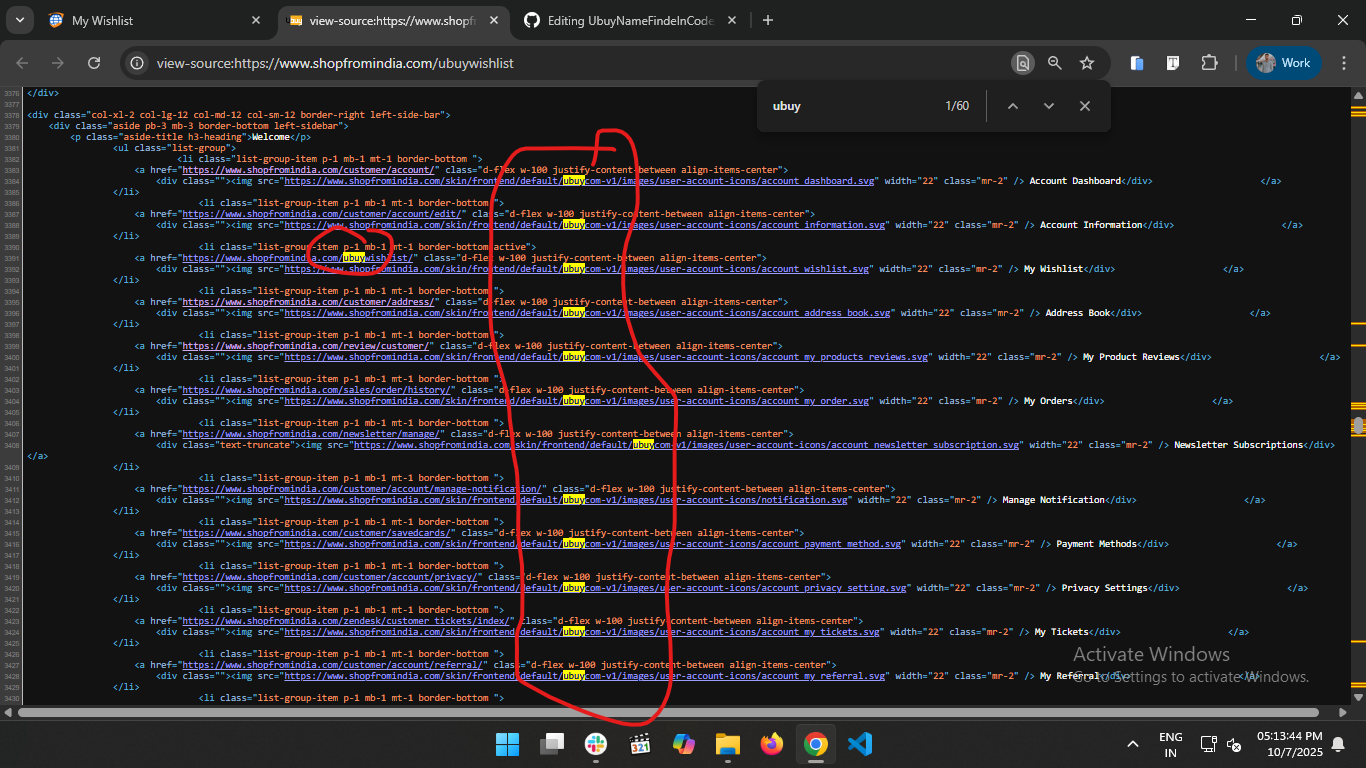 My Wishlist
view-source:https://www.shopf
Editing UbuyNameFindeInCode
view-source:https://www.shopfromindia.com/ubuywishlist
Work
ubuy
1/60
3376 </div>
3377
3378 <div class="col-xl-2 col-lg-12 col-md-12 col-sm-12 border-right left-side-bar">
3379 <div class="aside pb-3 mb-3 border-bottom left-sidebar">
3380 <p class="aside-title h3-heading">Welcome</p>
3381 <ul class="list-group">
3382 <li class="list-group-item p-1 mb-1 mt-1 border-bottom ">
3383 <a href="https://www.shopfromindia.com/customer/account/" class="d-flex w-100 justify-content-between align-items-center">
3384 <div class=""><img src="https://www.shopfromindia.com/skin/frontend/default/ubuycom-v1/images/user-account-icons/account_dashboard.svg" width="22" class="mr-2" /> Account Dashboard</div> </a>
3385 </li>
3386 <li class="list-group-item p-1 mb-1 mt-1 border-bottom ">
3387 <a href="https://www.shopfromindia.com/customer/account/edit/" class="d-flex w-100 justify-content-between align-items-center">
3388 <div class=""><img src="https://www.shopfromindia.com/skin/frontend/default/ubuycom-v1/images/user-account-icons/account_information.svg" width="22" class="mr-2" /> Account Information</div> </a>
3389 </li>
3390 <li class="list-group-item p-1 mb-1 mt-1 border-bottom active">
3391 <a href="https://www.shopfromindia.com/ubuywishlist/" class="d-flex w-100 justify-content-between align-items-center">
3392 <div class=""><img src="https://www.shopfromindia.com/skin/frontend/default/ubuycom-v1/images/user-account-icons/account_wishlist.svg" width="22" class="mr-2" /> My Wishlist</div> </a>
3393 </li>
3394 <li class="list-group-item p-1 mb-1 mt-1 border-bottom ">
3395 <a href="https://www.shopfromindia.com/customer/address/" class="d-flex w-100 justify-content-between align-items-center">
3396 <div class=""><img src="https://www.shopfromindia.com/skin/frontend/default/ubuycom-v1/images/user-account-icons/account_address_book.svg" width="22" class="mr-2" /> Address Book</div> </a>
3397 </li>
3398 <li class="list-group-item p-1 mb-1 mt-1 border-bottom ">
3399 <a href="https://www.shopfromindia.com/review/customer/" class="d-flex w-100 justify-content-between align-items-center">
3400 <div class=""><img src="https://www.shopfromindia.com/skin/frontend/default/ubuycom-v1/images/user-account-icons/account_my_products_reviews.svg" width="22" class="mr-2" /> My Product Reviews</div> </a>
3401 </li>
3402 <li class="list-group-item p-1 mb-1 mt-1 border-bottom ">
3403 <a href="https://www.shopfromindia.com/sales/order/history/" class="d-flex w-100 justify-content-between align-items-center">
3404 <div class=""><img src="https://www.shopfromindia.com/skin/frontend/default/ubuycom-v1/images/user-account-icons/account_my_order.svg" width="22" class="mr-2" /> My Orders</div> </a>
3405 </li>
3406 <li class="list-group-item p-1 mb-1 mt-1 border-bottom ">
3407 <a href="https://www.shopfromindia.com/newsletter/manage/" class="d-flex w-100 justify-content-between align-items-center">
3408 <div class="text-truncate"><img src="https://www.shopfromindia.com/skin/frontend/default/ubuycom-v1/images/user-account-icons/account_newsletter_subscription.svg" width="22" class="mr-2" /> Newsletter Subscriptions</div>
</a>
3409 </li>
3410 <li class="list-group-item p-1 mb-1 mt-1 border-bottom ">
3411 <a href="https://www.shopfromindia.com/customer/account/manage-notification/" class="d-flex w-100 justify-content-between align-items-center">
3412 <div class=""><img src="https://www.shopfromindia.com/skin/frontend/default/ubuycom-v1/images/user-account-icons/notification.svg" width="22" class="mr-2" /> Manage Notification</div> </a>
3413 </li>
3414 <li class="list-group-item p-1 mb-1 mt-1 border-bottom ">
3415 <a href="https://www.shopfromindia.com/customer/savedcards/" class="d-flex w-100 justify-content-between align-items-center">
3416 <div class=""><img src="https://www.shopfromindia.com/skin/frontend/default/ubuycom-v1/images/user-account-icons/account_payment_method.svg" width="22" class="mr-2" /> Payment Methods</div> </a>
3417 </li>
3418 <li class="list-group-item p-1 mb-1 mt-1 border-bottom ">
3419 <a href="https://www.shopfromindia.com/customer/account/privacy/" class="d-flex w-100 justify-content-between align-items-center">
3420 <div class=""><img src="https://www.shopfromindia.com/skin/frontend/default/ubuycom-v1/images/user-account-icons/account_privacy_setting.svg" width="22" class="mr-2" /> Privacy Settings</div> </a>
3421 </li>
3422 <li class="list-group-item p-1 mb-1 mt-1 border-bottom ">
3423 <a href="https://www.shopfromindia.com/zendesk/customer_tickets/index/" class="d-flex w-100 justify-content-between align-items-center">
3424 <div class=""><img src="https://www.shopfromindia.com/skin/frontend/default/ubuycom-v1/images/user-account-icons/account_my_tickets.svg" width="22" class="mr-2" /> My Tickets</div> </a>
3425 </li>
3426 <li class="list-group-item p-1 mb-1 mt-1 border-bottom ">
3427 <a href="https://www.shopfromindia.com/customer/account/referral/" class="d-flex w-100 justify-content-between align-items-center">
3428 <div class=""><img src="https://www.shopfromindia.com/skin/frontend/default/ubuycom-v1/images/user-account-icons/account_my_referral.svg" width="22" class="mr-2" /> My Referral</div> </a>
3429 </li>
3430 <li class="list-group-item p-1 mb-1 mt-1 border-bottom ">
Activate Windows
Go to Settings to activate Windows.
321
ENG
IN
05:13:44 PM
10/7/2025